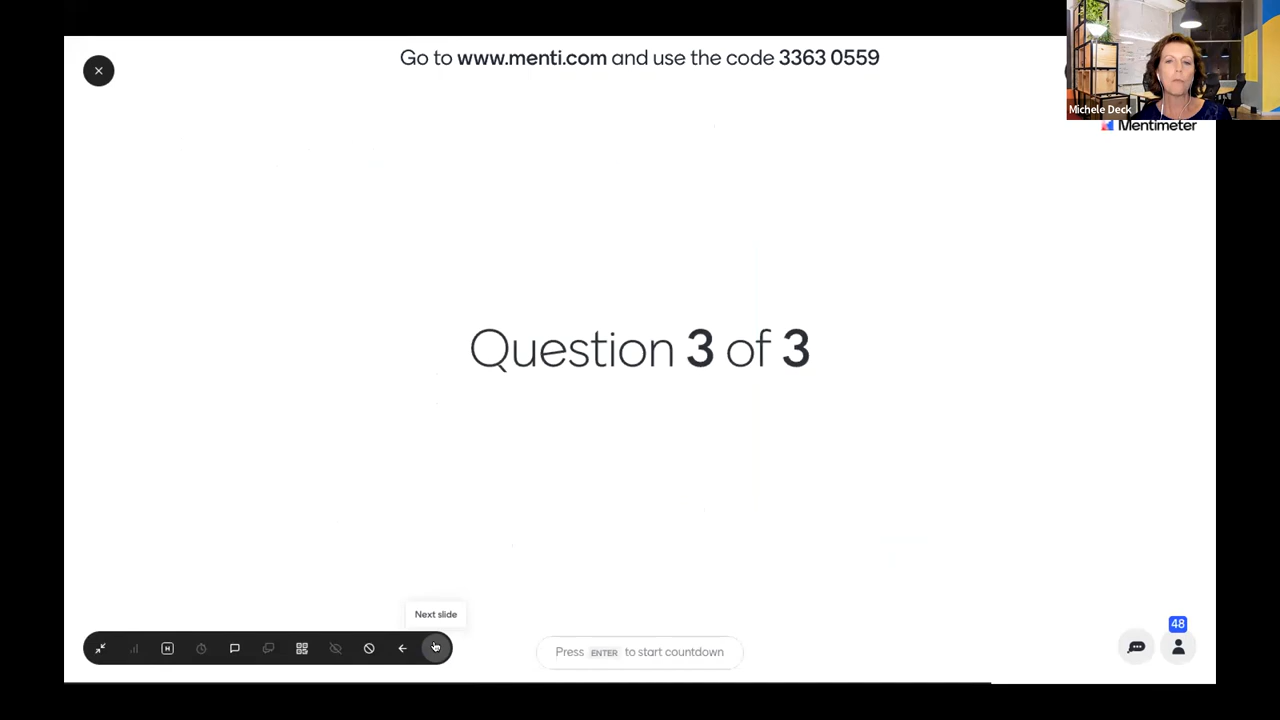 Go to www.menti.com and use the code 3363 0559
Michele Deck
Mentimeter
Question 3 of 3
Next slide
H
Press ENTER to start countdown
48